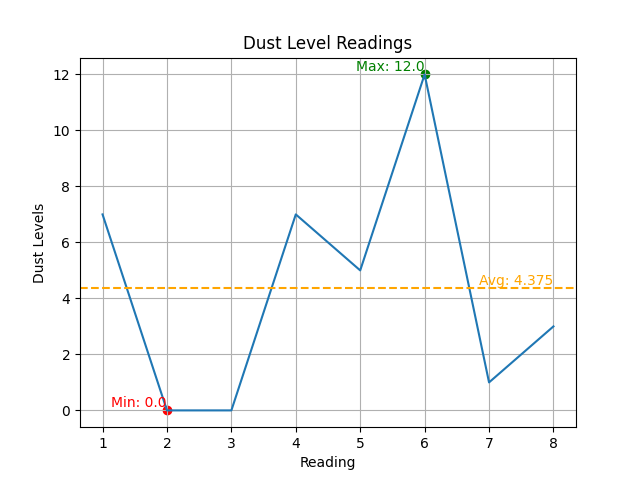 Dust Level Readings
Max: 12.0
12
10
8
6
4
2
0
Dust Levels
Avg: 4.375
Min: 0.0
1 2 3 4 5 6 7 8
Reading